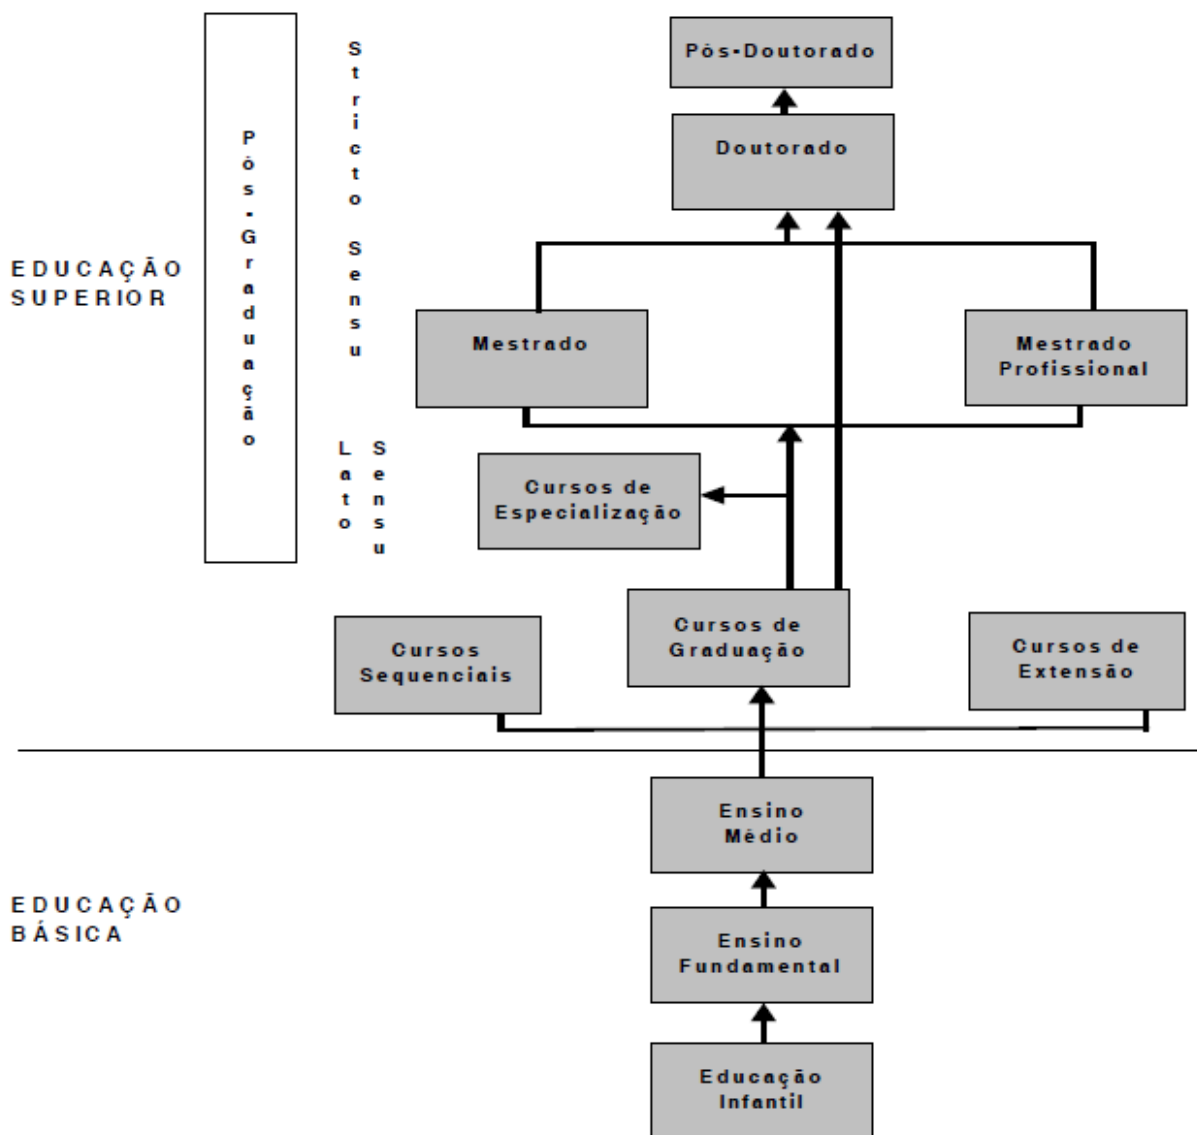 Pós-Doutorado
Doutorado
Stricto Sensu
Pós-Graduação
EDUCAÇÃO
SUPERIOR
Mestrado
Mestrado
Profissional
Lato
Sensu
Cursos de
Especialização
Cursos
Sequenciais
Cursos de
Graduação
Cursos de
Extensão
Ensino
Médio
EDUCAÇÃO
BÁSICA
Ensino
Fundamental
Educação
Infantil